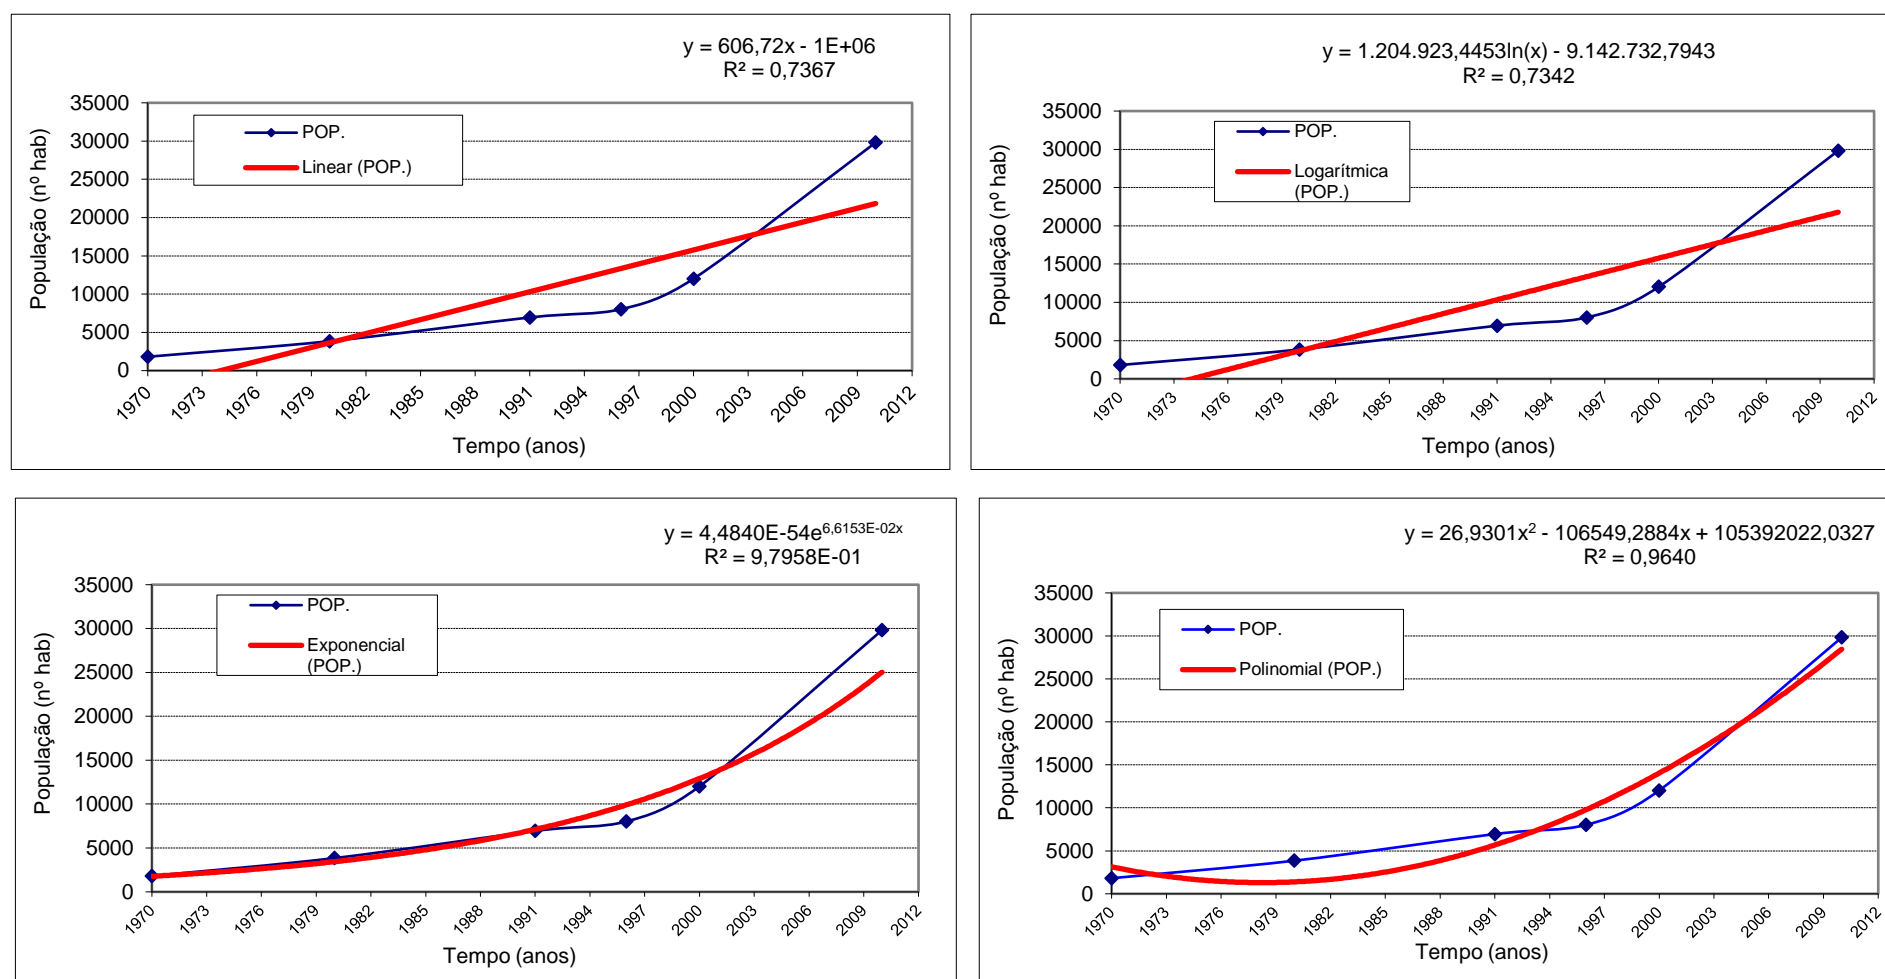 y = 606,72x - 1E+06
R² = 0,7367
35000
30000
25000
20000
15000
10000
5000
0
População (nº hab)
POP.
Linear (POP.)
1970 1973 1976 1979 1982 1985 1988 1991 1994 1997 2000 2003 2006 2009 2012
Tempo (anos)
y = 1.204.923,4453ln(x) - 9.142.732,7943
R² = 0,7342
35000
30000
25000
20000
15000
10000
5000
0
População (nº hab)
POP.
Logarítmica
(POP.)
1970 1973 1976 1979 1982 1985 1988 1991 1994 1997 2000 2003 2006 2009 2012
Tempo (anos)
y = 4,4840E-54e^6,6153E-02x
R² = 9,7958E-01
35000
30000
25000
20000
15000
10000
5000
0
População (nº hab)
POP.
Exponencial
(POP.)
1970 1973 1976 1979 1982 1985 1988 1991 1994 1997 2000 2003 2006 2009 2012
Tempo (anos)
y = 26,9301x² - 106549,2884x + 105392022,0327
R² = 0,9640
35000
30000
25000
20000
15000
10000
5000
0
População (nº hab)
POP.
Polinomial (POP.)
1970 1973 1976 1979 1982 1985 1988 1991 1994 1997 2000 2003 2006 2009 2012
Tempo (anos)